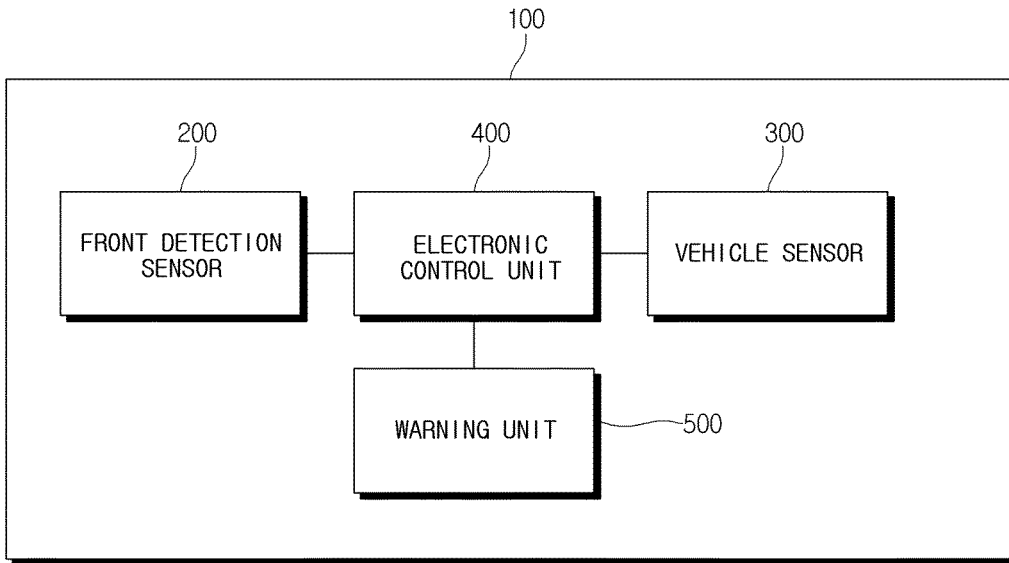 100
200
400
300
FRONT DETECTION
SENSOR
ELECTRONIC
CONTROL UNIT
VEHICLE SENSOR
WARNING UNIT
500